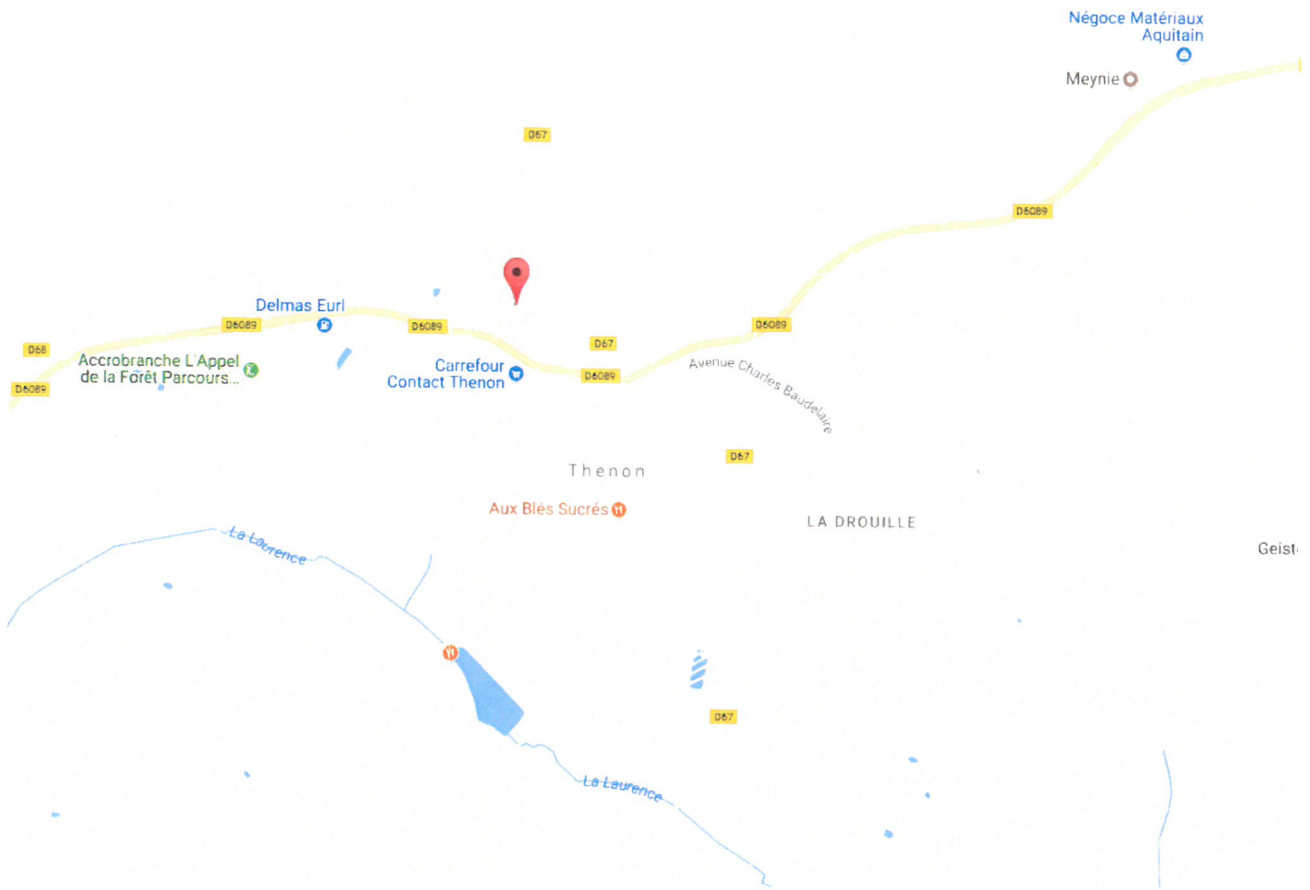 Négoce Matériaux
Aquitain
Meynie
D67
D6089
Delmas Eurl
D6089
D6089
D6089
D67
D68
Accrobranche L'Appel
de la Forêt Parcours...
D6089
Carrefour
Contact Thenon
D6089
Avenue Charles Baudelaire
D67
Thenon
Aux Blés Sucrés
LA DROUILLE
La Laurence
Geist
D67
La Laurence